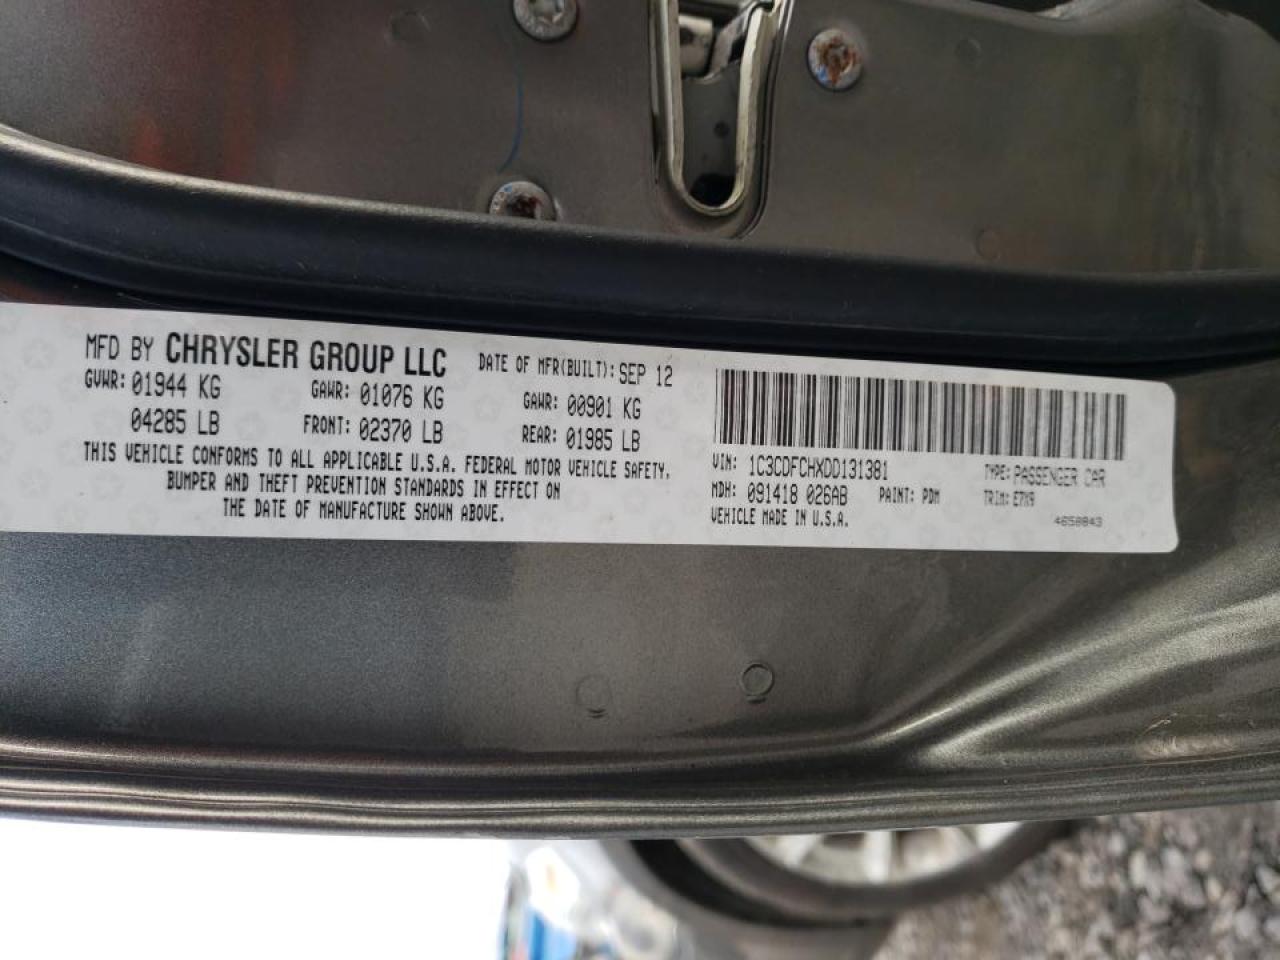 MFD BY CHRYSLER GROUP LLC DATE OF MFR(BUILT): SEP 12
GVWR: 01944 KG GAWR: 01076 KG GAWR: 00901 KG
04285 LB FRONT: 02370 LB REAR: 01985 LB
THIS VEHICLE CONFORMS TO ALL APPLICABLE U.S.A. FEDERAL MOTOR VEHICLE SAFETY,
BUMPER AND THEFT PREVENTION STANDARDS IN EFFECT ON
THE DATE OF MANUFACTURE SHOWN ABOVE.
VIN: 1C3CDFCHXDD131381 TYPE: PASSENGER CAR
MDH: 091418 026AB PAINT: PDM TRIM: E7X9
VEHICLE MADE IN U.S.A. 4658843